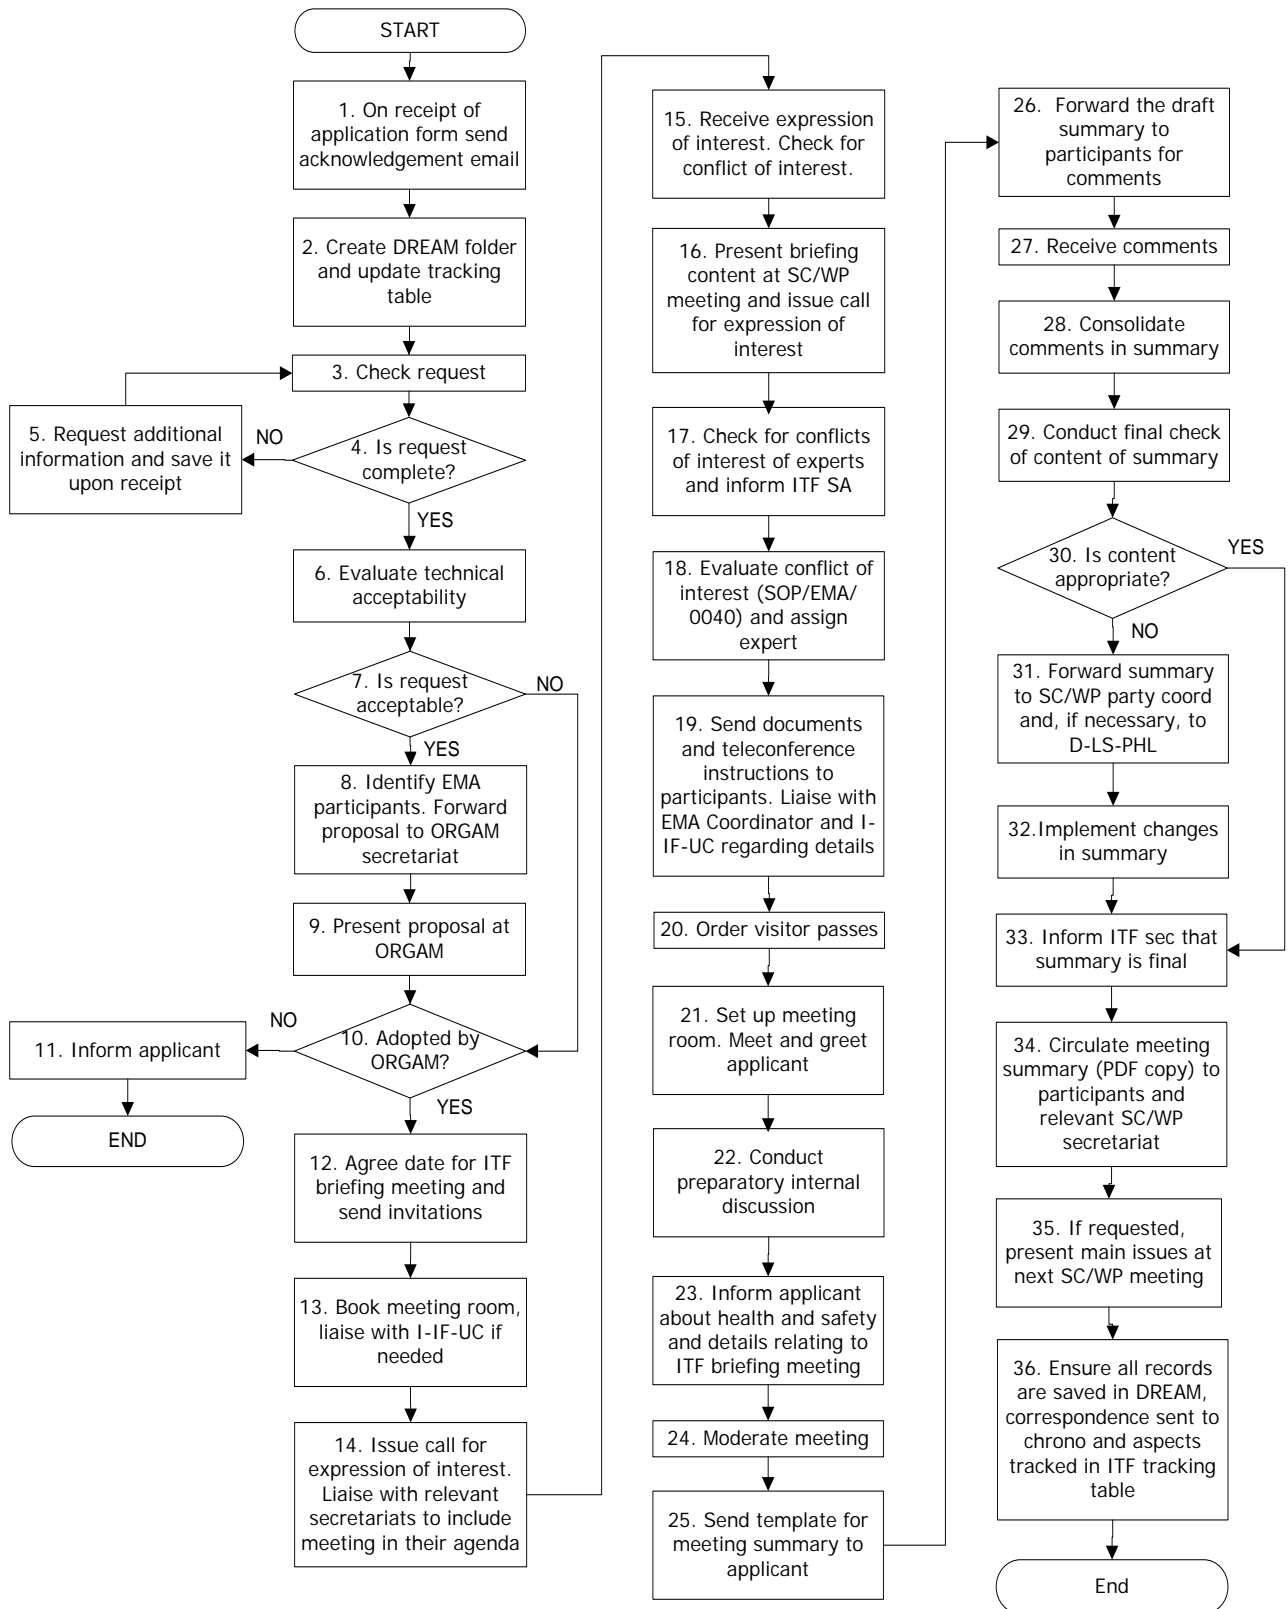 START
1. On receipt of
application form send
acknowledgement email
2. Create DREAM folder
and update tracking
table
3. Check request
4. Is request
complete?
NO
5. Request additional
information and save it
upon receipt
YES
6. Evaluate technical
acceptability
7. Is request
acceptable?
NO
YES
8. Identify EMA
participants. Forward
proposal to ORGAM
secretariat
9. Present proposal at
ORGAM
10. Adopted by
ORGAM?
NO
11. Inform applicant
END
YES
12. Agree date for ITF
briefing meeting and
send invitations
13. Book meeting room,
liaise with I-IF-UC if
needed
14. Issue call for
expression of interest.
Liaise with relevant
secretariats to include
meeting in their agenda
15. Receive expression
of interest. Check for
conflict of interest.
16. Present briefing
content at SC/WP
meeting and issue call
for expression of
interest
17. Check for conflicts
of interest of experts
and inform ITF SA
18. Evaluate conflict of
interest (SOP/EMA/
0040) and assign
expert
19. Send documents
and teleconference
instructions to
participants. Liaise with
EMA Coordinator and I-
IF-UC regarding details
20. Order visitor passes
21. Set up meeting
room. Meet and greet
applicant
22. Conduct
preparatory internal
discussion
23. Inform applicant
about health and safety
and details relating to
ITF briefing meeting
24. Moderate meeting
25. Send template for
meeting summary to
applicant
26. Forward the draft
summary to
participants for
comments
27. Receive comments
28. Consolidate
comments in summary
29. Conduct final check
of content of summary
30. Is content
appropriate?
YES
NO
31. Forward summary
to SC/WP party coord
and, if necessary, to
D-LS-PHL
32.Implement changes
in summary
33. Inform ITF sec that
summary is final
34. Circulate meeting
summary (PDF copy) to
participants and
relevant SC/WP
secretariat
35. If requested,
present main issues at
next SC/WP meeting
36. Ensure all records
are saved in DREAM,
correspondence sent to
chrono and aspects
tracked in ITF tracking
table
End